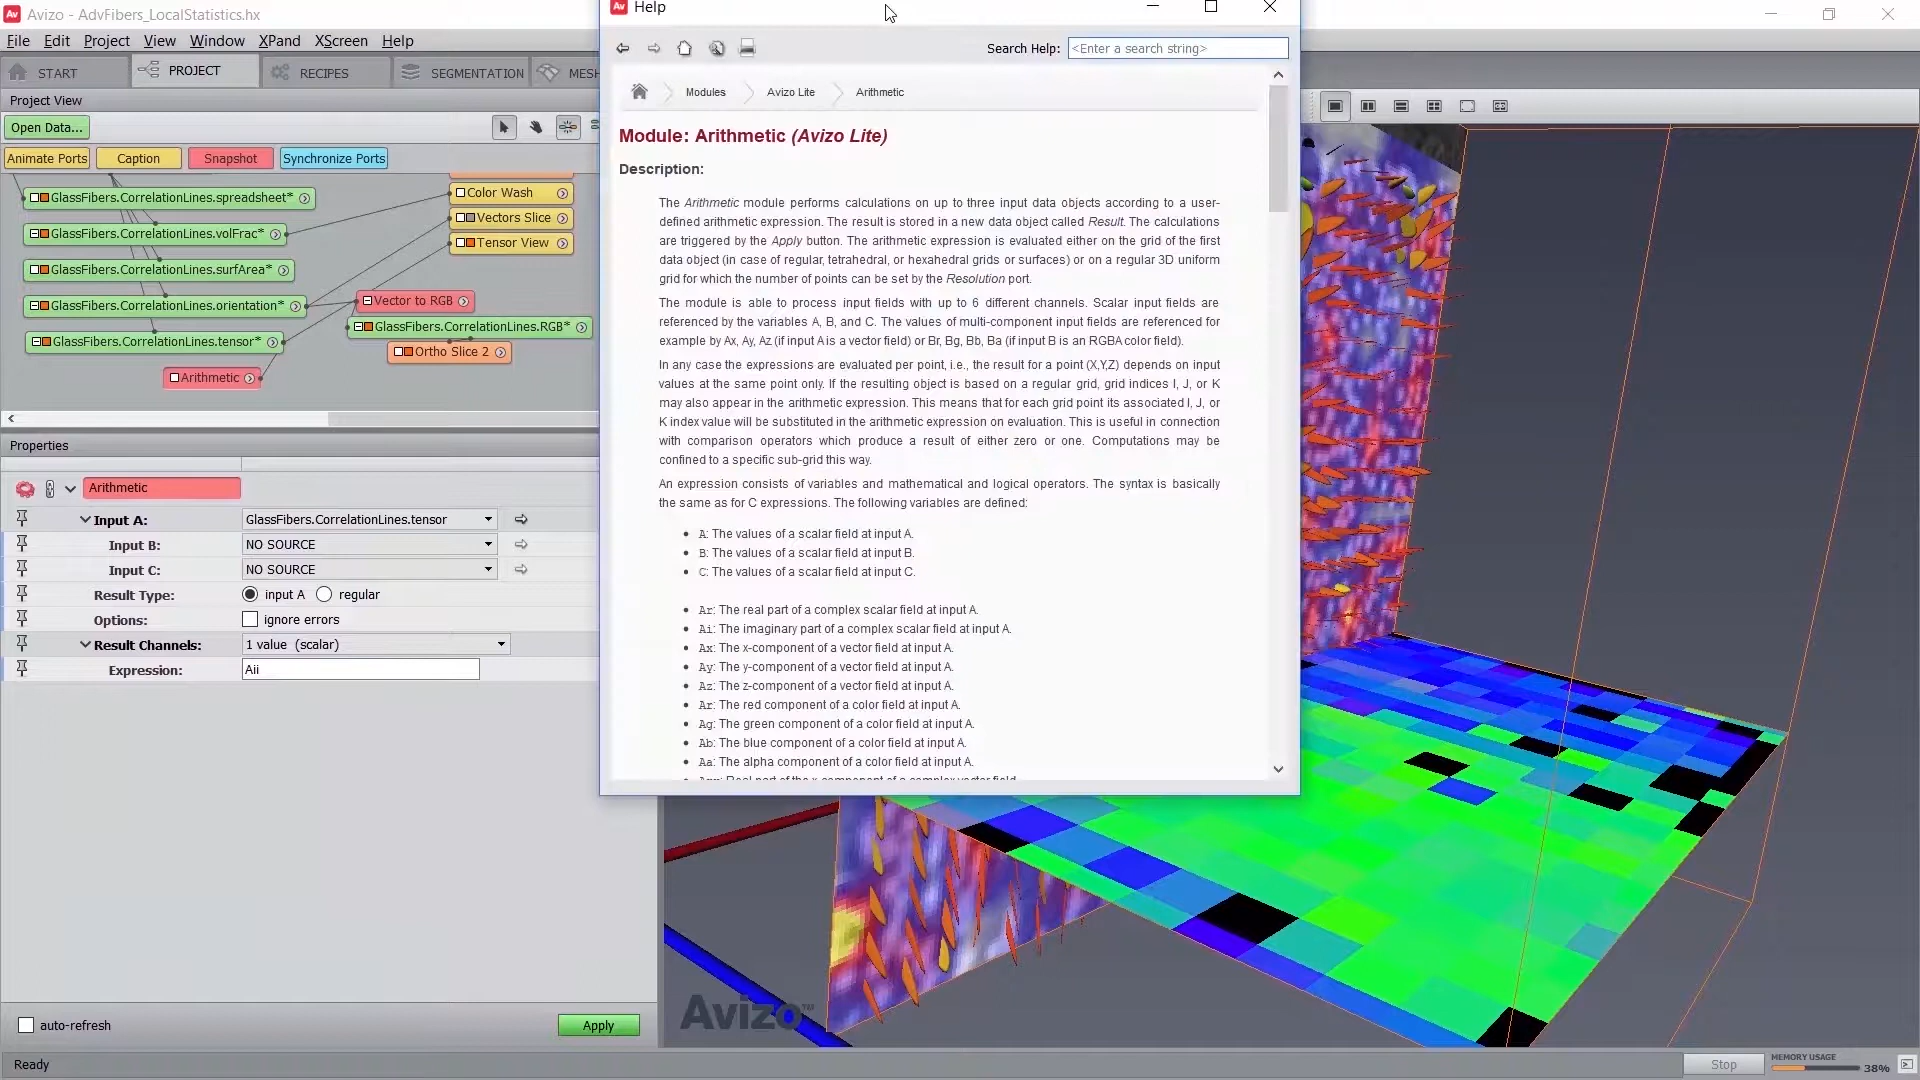 Avizo - AdvFibers_LocalStatistics.hx
File Edit Project View Window XPand XScreen Help
START PROJECT RECIPES SEGMENTATION MESH
Project View
Open Data...
Animate Ports Caption Snapshot Synchronize Ports
GlassFibers.CorrelationLines.spreadsheet*
Color Wash
GlassFibers.CorrelationLines.volFrac*
Vectors Slice
Tensor View
GlassFibers.CorrelationLines.surfArea*
GlassFibers.CorrelationLines.orientation*
Vector to RGB
GlassFibers.CorrelationLines.RGB*
GlassFibers.CorrelationLines.tensor*
Ortho Slice 2
Arithmetic
Properties
Arithmetic
Input A: GlassFibers.CorrelationLines.tensor
Input B: NO SOURCE
Input C: NO SOURCE
Result Type: input A regular
Options: ignore errors
Result Channels: 1 value (scalar)
Expression: Aii
auto-refresh Apply
Ready
Help
Search Help: <Enter a search string>
Modules Avizo Lite Arithmetic
Module: Arithmetic (Avizo Lite)
Description:
The Arithmetic module performs calculations on up to three input data objects according to a user-
defined arithmetic expression. The result is stored in a new data object called Result. The calculations
are triggered by the Apply button. The arithmetic expression is evaluated either on the grid of the first
data object (in case of regular, tetrahedral, or hexahedral grids or surfaces) or on a regular 3D uniform
grid for which the number of points can be set by the Resolution port.
The module is able to process input fields with up to 6 different channels. Scalar input fields are
referenced by the variables A, B, and C. The values of multi-component input fields are referenced for
example by Ax, Ay, Az (if input A is a vector field) or Br, Bg, Bb, Ba (if input B is an RGBA color field).
In any case the expressions are evaluated per point, i.e., the result for a point (X,Y,Z) depends on input
values at the same point only. If the resulting object is based on a regular grid, grid indices I, J, or K
may also appear in the arithmetic expression. This means that for each grid point its associated I, J, or
K index value will be substituted in the arithmetic expression on evaluation. This is useful in connection
with comparison operators which produce a result of either zero or one. Computations may be
confined to a specific sub-grid this way.
An expression consists of variables and mathematical and logical operators. The syntax is basically
the same as for C expressions. The following variables are defined:
• A: The values of a scalar field at input A.
• B: The values of a scalar field at input B.
• C: The values of a scalar field at input C.
• Ar: The real part of a complex scalar field at input A.
• Ai: The imaginary part of a complex scalar field at input A.
• Ax: The x-component of a vector field at input A.
• Ay: The y-component of a vector field at input A.
• Az: The z-component of a vector field at input A.
• Ar: The red component of a color field at input A.
• Ag: The green component of a color field at input A.
• Ab: The blue component of a color field at input A.
• Aa: The alpha component of a color field at input A.
Real part of the x-component of a complex vector field
Avizo™
Stop MEMORY USAGE 38%